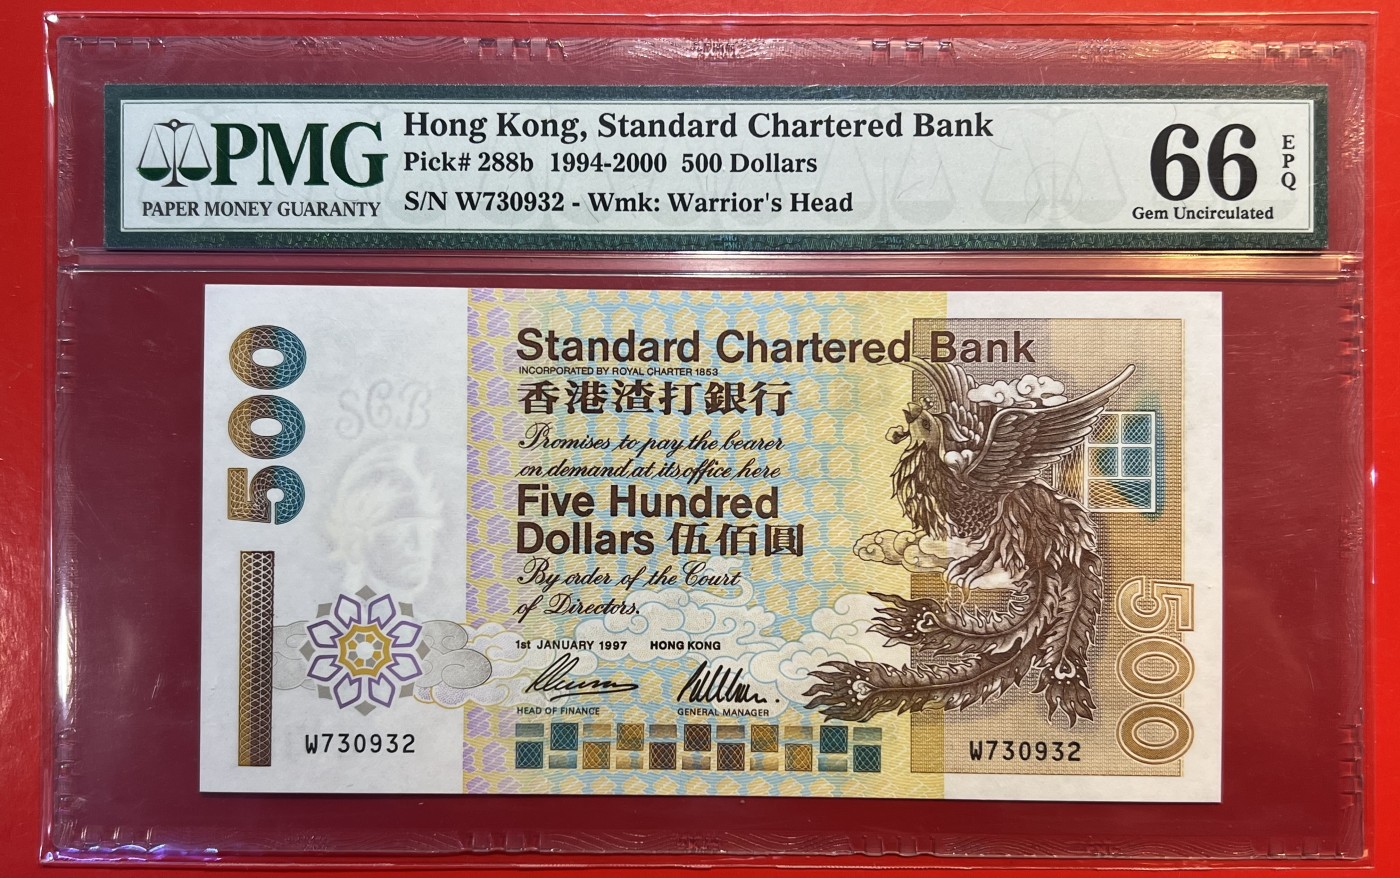 PMG
PAPER MONEY GUARANTY
Hong Kong, Standard Chartered Bank
Pick# 288b 1994-2000 500 Dollars
S/N W730932 - Wmk: Warrior's Head
66
EPQ
Gem Uncirculated
500
SCB
Standard Chartered Bank
INCORPORATED BY ROYAL CHARTER 1853
香港渣打銀行
Promises to pay the bearer
on demand at its office here
Five Hundred
Dollars 伍佰圓
By order of the Court
of Directors.
1st JANUARY 1997 HONG KONG
HEAD OF FINANCE
GENERAL MANAGER
W730932
W730932
500